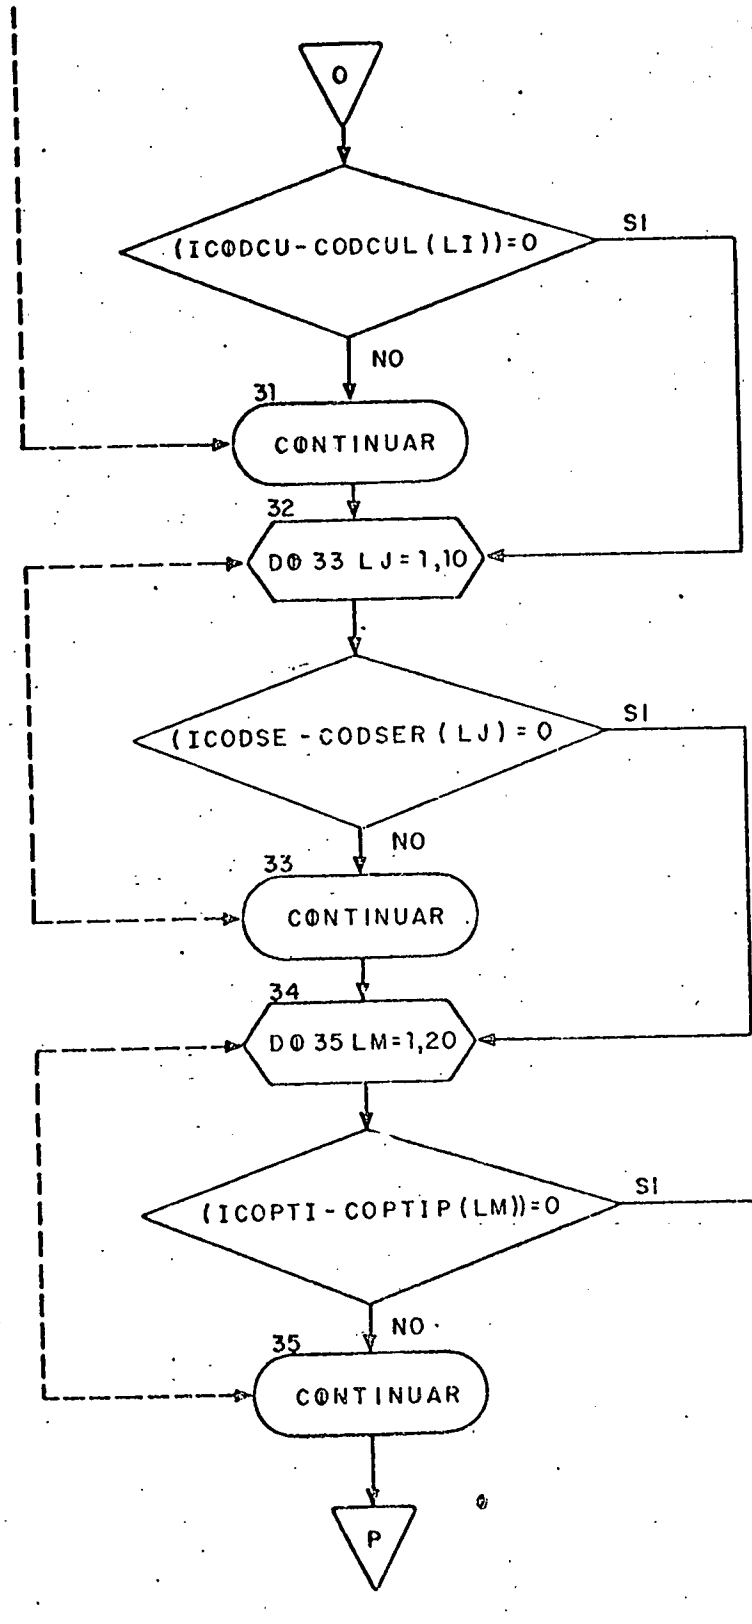 O
(ICODCU-CODCUL(LI))=0
SI
NO
31
CONTINUAR
32
DO 33 LJ=1,10
(ICODSE-CODSER(LJ)=0
SI
NO
33
CONTINUAR
34
DO 35 LM=1,20
(ICOPTI-COPTIP(LM))=0
SI
NO
35
CONTINUAR
P